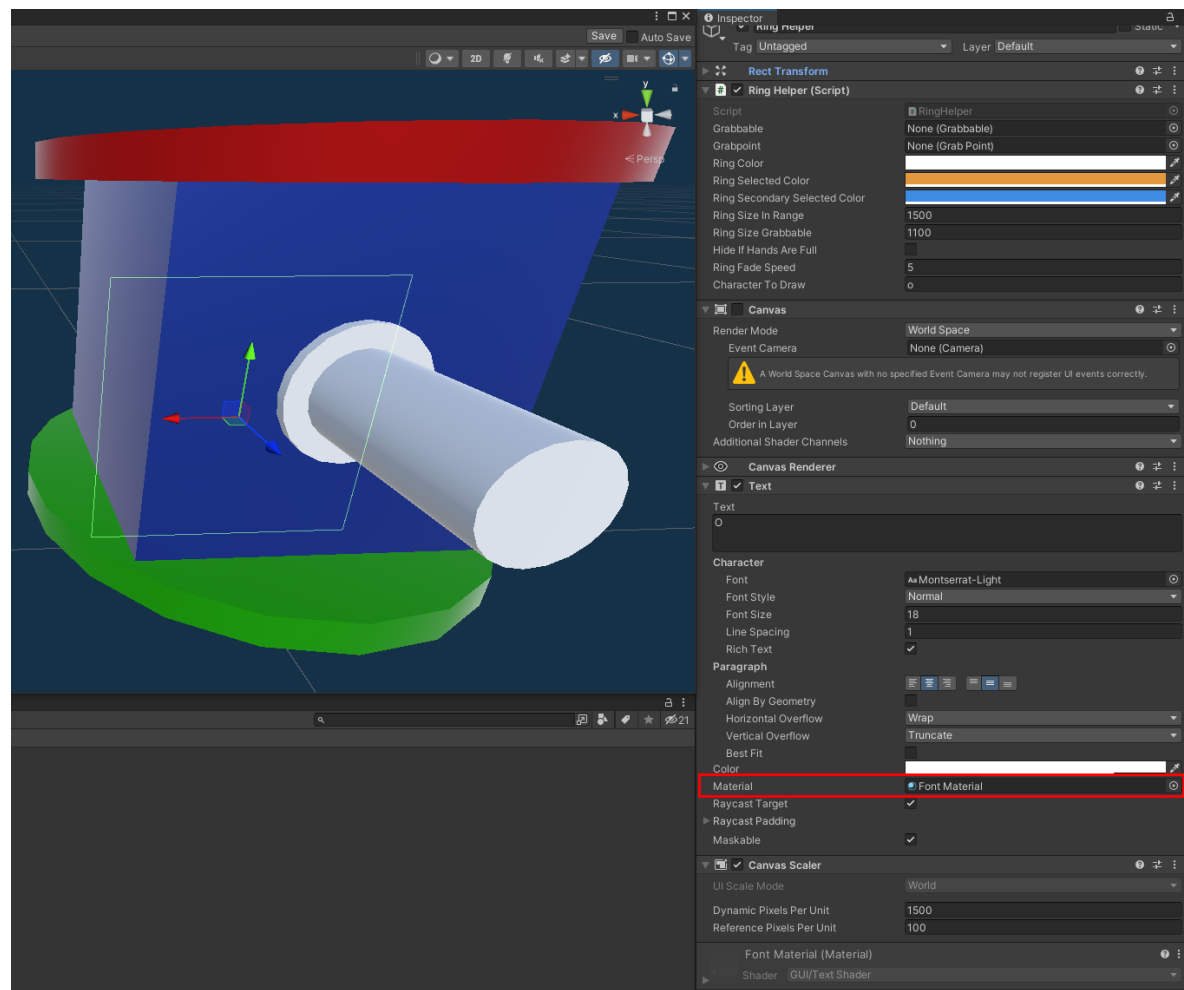 Inspector
Save Auto Save
Ring Helper Static
Tag Untagged Layer Default
2D
Rect Transform
Ring Helper (Script)
Script RingHelper
y
x
Persp
Grabbable None (Grabbable)
Grabpoint None (Grab Point)
Ring Color
Ring Selected Color
Ring Secondary Selected Color
Ring Size In Range 1500
Ring Size Grabbable 1100
Hide If Hands Are Full
Ring Fade Speed 5
Character To Draw o
Canvas
Render Mode World Space
Event Camera None (Camera)
A World Space Canvas with no specified Event Camera may not register UI events correctly.
Sorting Layer Default
Order in Layer 0
Additional Shader Channels Nothing
Canvas Renderer
Text
Text
O
Character
Font Aa Montserrat-Light
Font Style Normal
Font Size 18
Line Spacing 1
Rich Text
Paragraph
Alignment
Align By Geometry
Horizontal Overflow Wrap
21
Vertical Overflow Truncate
Best Fit
Color
Material Font Material
Raycast Target
Raycast Padding
Maskable
Canvas Scaler
UI Scale Mode World
Dynamic Pixels Per Unit 1500
Reference Pixels Per Unit 100
Font Material (Material)
Shader GUI/Text Shader